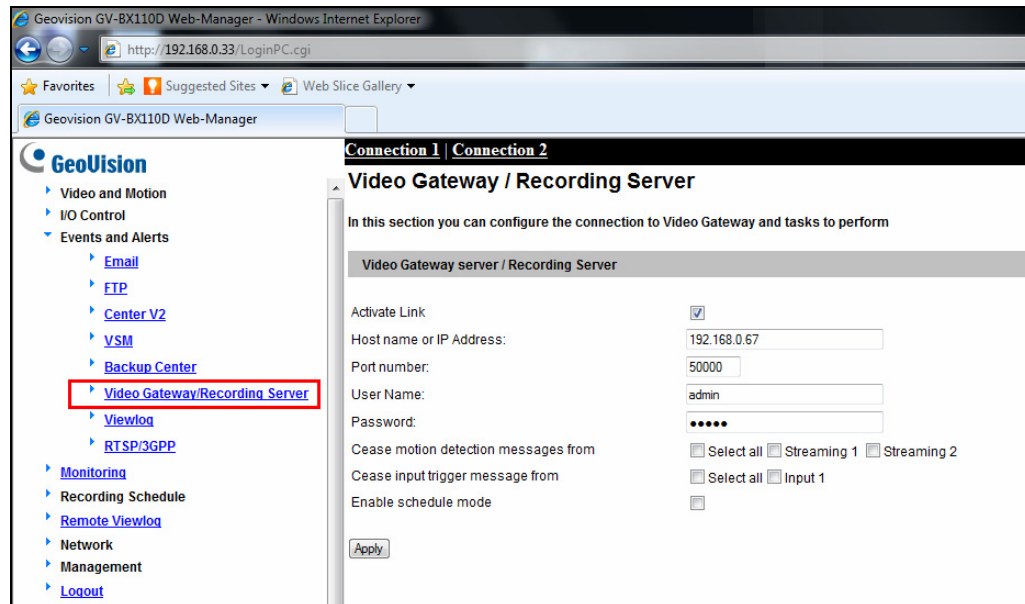 Geovision GV-BX110D Web-Manager - Windows Internet Explorer
http://192.168.0.33/LoginPC.cgi
Favorites Suggested Sites Web Slice Gallery
Geovision GV-BX110D Web-Manager
GeoVision
Video and Motion
I/O Control
Events and Alerts
Email
FTP
Center V2
VSM
Backup Center
Video Gateway/Recording Server
Viewlog
RTSP/3GPP
Monitoring
Recording Schedule
Remote Viewlog
Network
Management
Logout
Connection 1 | Connection 2
Video Gateway / Recording Server
In this section you can configure the connection to Video Gateway and tasks to perform
Video Gateway server / Recording Server
Activate Link
Host name or IP Address: 192.168.0.67
Port number: 50000
User Name: admin
Password: •••••
Cease motion detection messages from Select all Streaming 1 Streaming 2
Cease input trigger message from Select all Input 1
Enable schedule mode
Apply